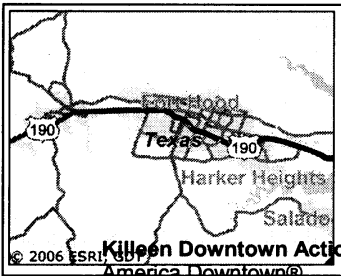 Fort Hood
190
Texas
190
Harker Heights
Salado
© 2006 ESRI, GDT
Killeen Downtown Actio
America Downtown®